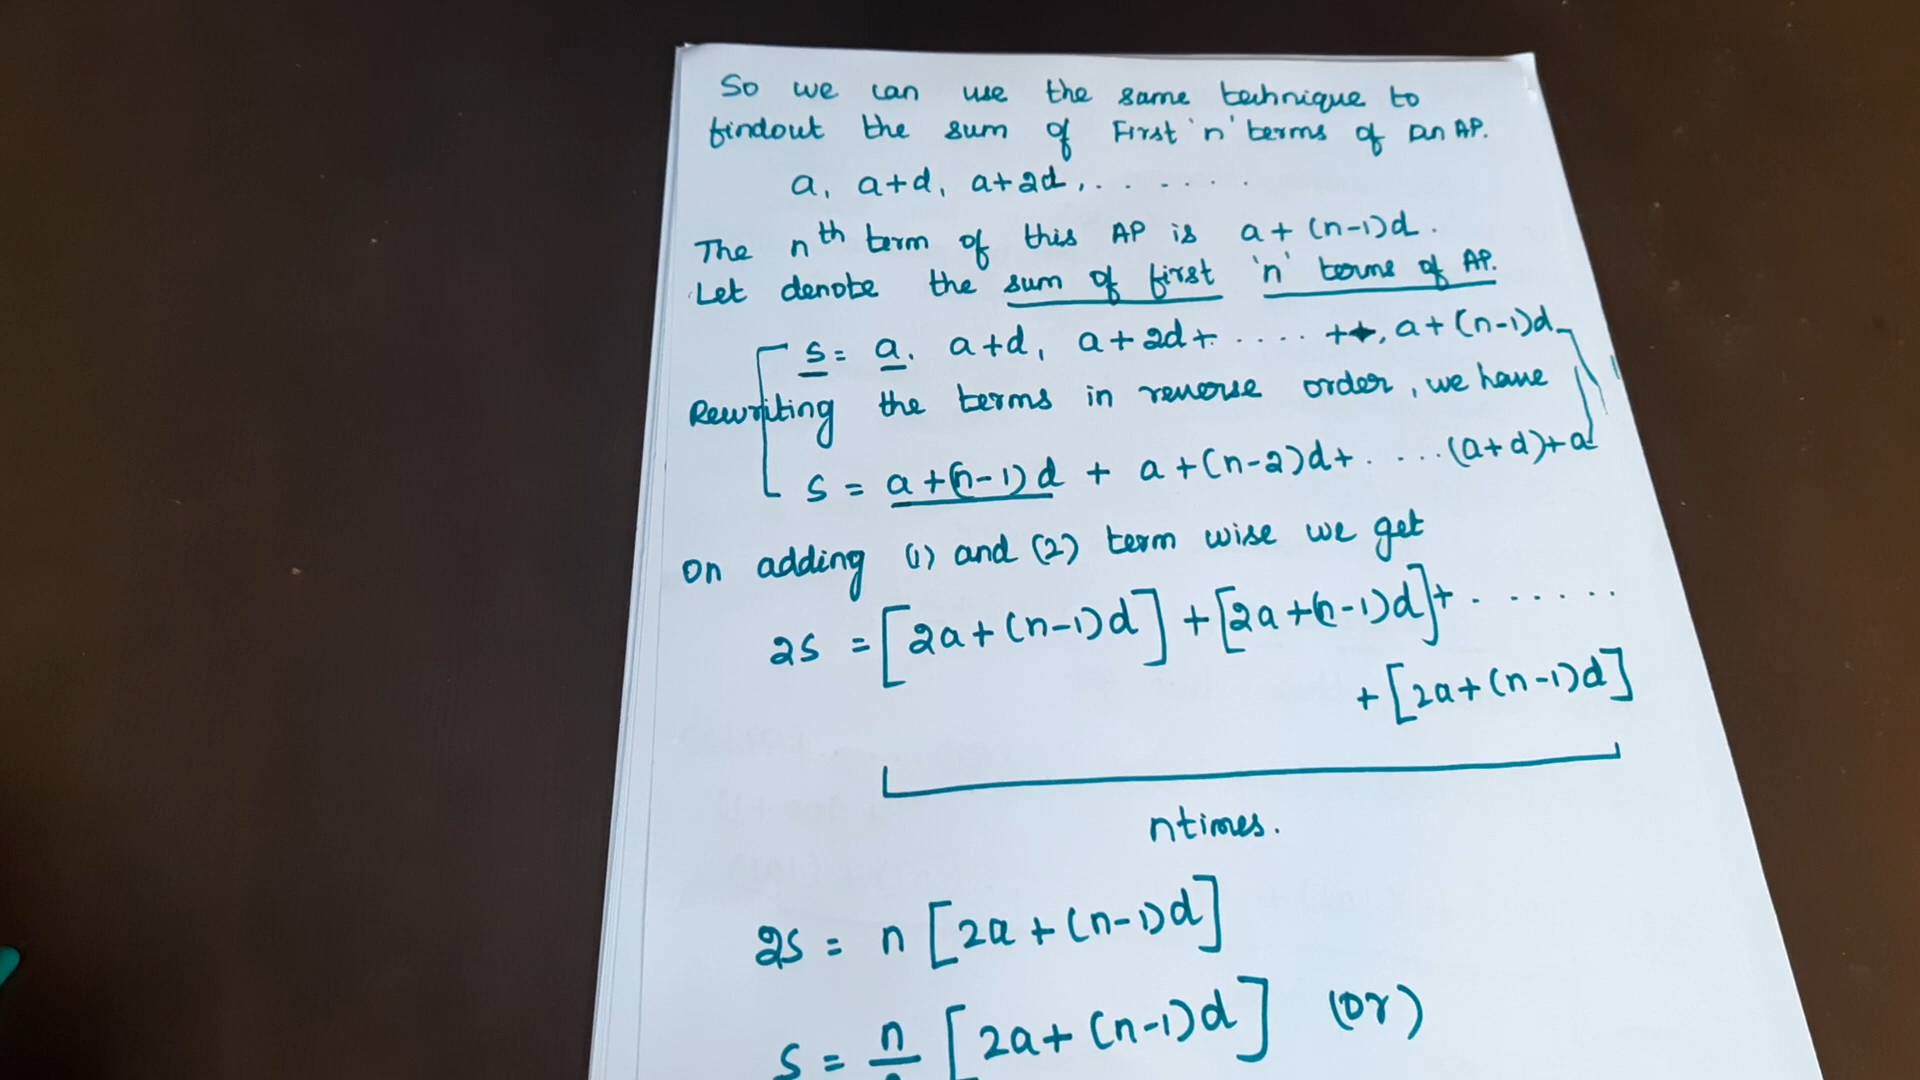 So we can use the same technique to
findout the sum of First 'n' terms of an AP.
a, a+d, a+2d, . . . . . . .
The nth term of this AP is a + (n-1)d.
Let denote the sum of first 'n' terms of AP.
S = a, a+d, a+2d+ . . . . ++, a + (n-1)d
Rewriting the terms in reverse order, we have
S = a+(n-1)d + a+(n-2)d+ . . . . (a+d)+a
On adding (1) and (2) term wise we get
2S = [2a+(n-1)d] + [2a+(n-1)d]+ . . . . . .
+ [2a+(n-1)d]
n times.
2S = n [2a + (n-1)d]
S = n [2a+ (n-1)d] (or)